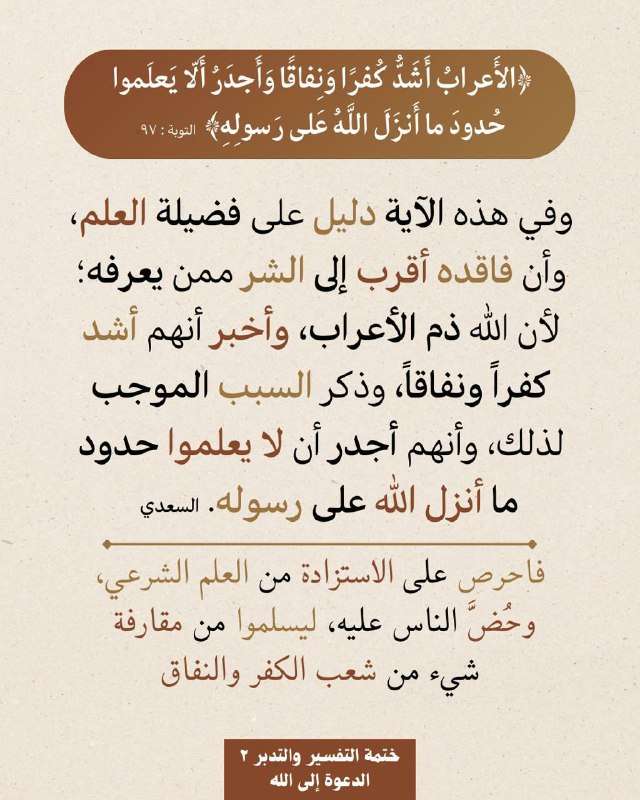 ﴿الأَعرابُ أَشَدُّ كُفرًا وَنِفاقًا وَأَجدَرُ أَلّا يَعلَموا
حُدودَ ما أَنزَلَ اللَّهُ عَلى رَسولِهِ﴾ التوبة : ٩٧
وفي هذه الآية دليل على فضيلة العلم،
وأن فاقده أقرب إلى الشر ممن يعرفه؛
لأن الله ذم الأعراب، وأخبر أنهم أشد
كفراً ونفاقاً، وذكر السبب الموجب
لذلك، وأنهم أجدر أن لا يعلموا حدود
ما أنزل الله على رسوله. السعدي
فاحرص على الاستزادة من العلم الشرعي،
وحُضَّ الناس عليه، ليسلموا من مقارفة
شيء من شعب الكفر والنفاق
ختمة التفسير والتدبر ٢
الدعوة إلى الله